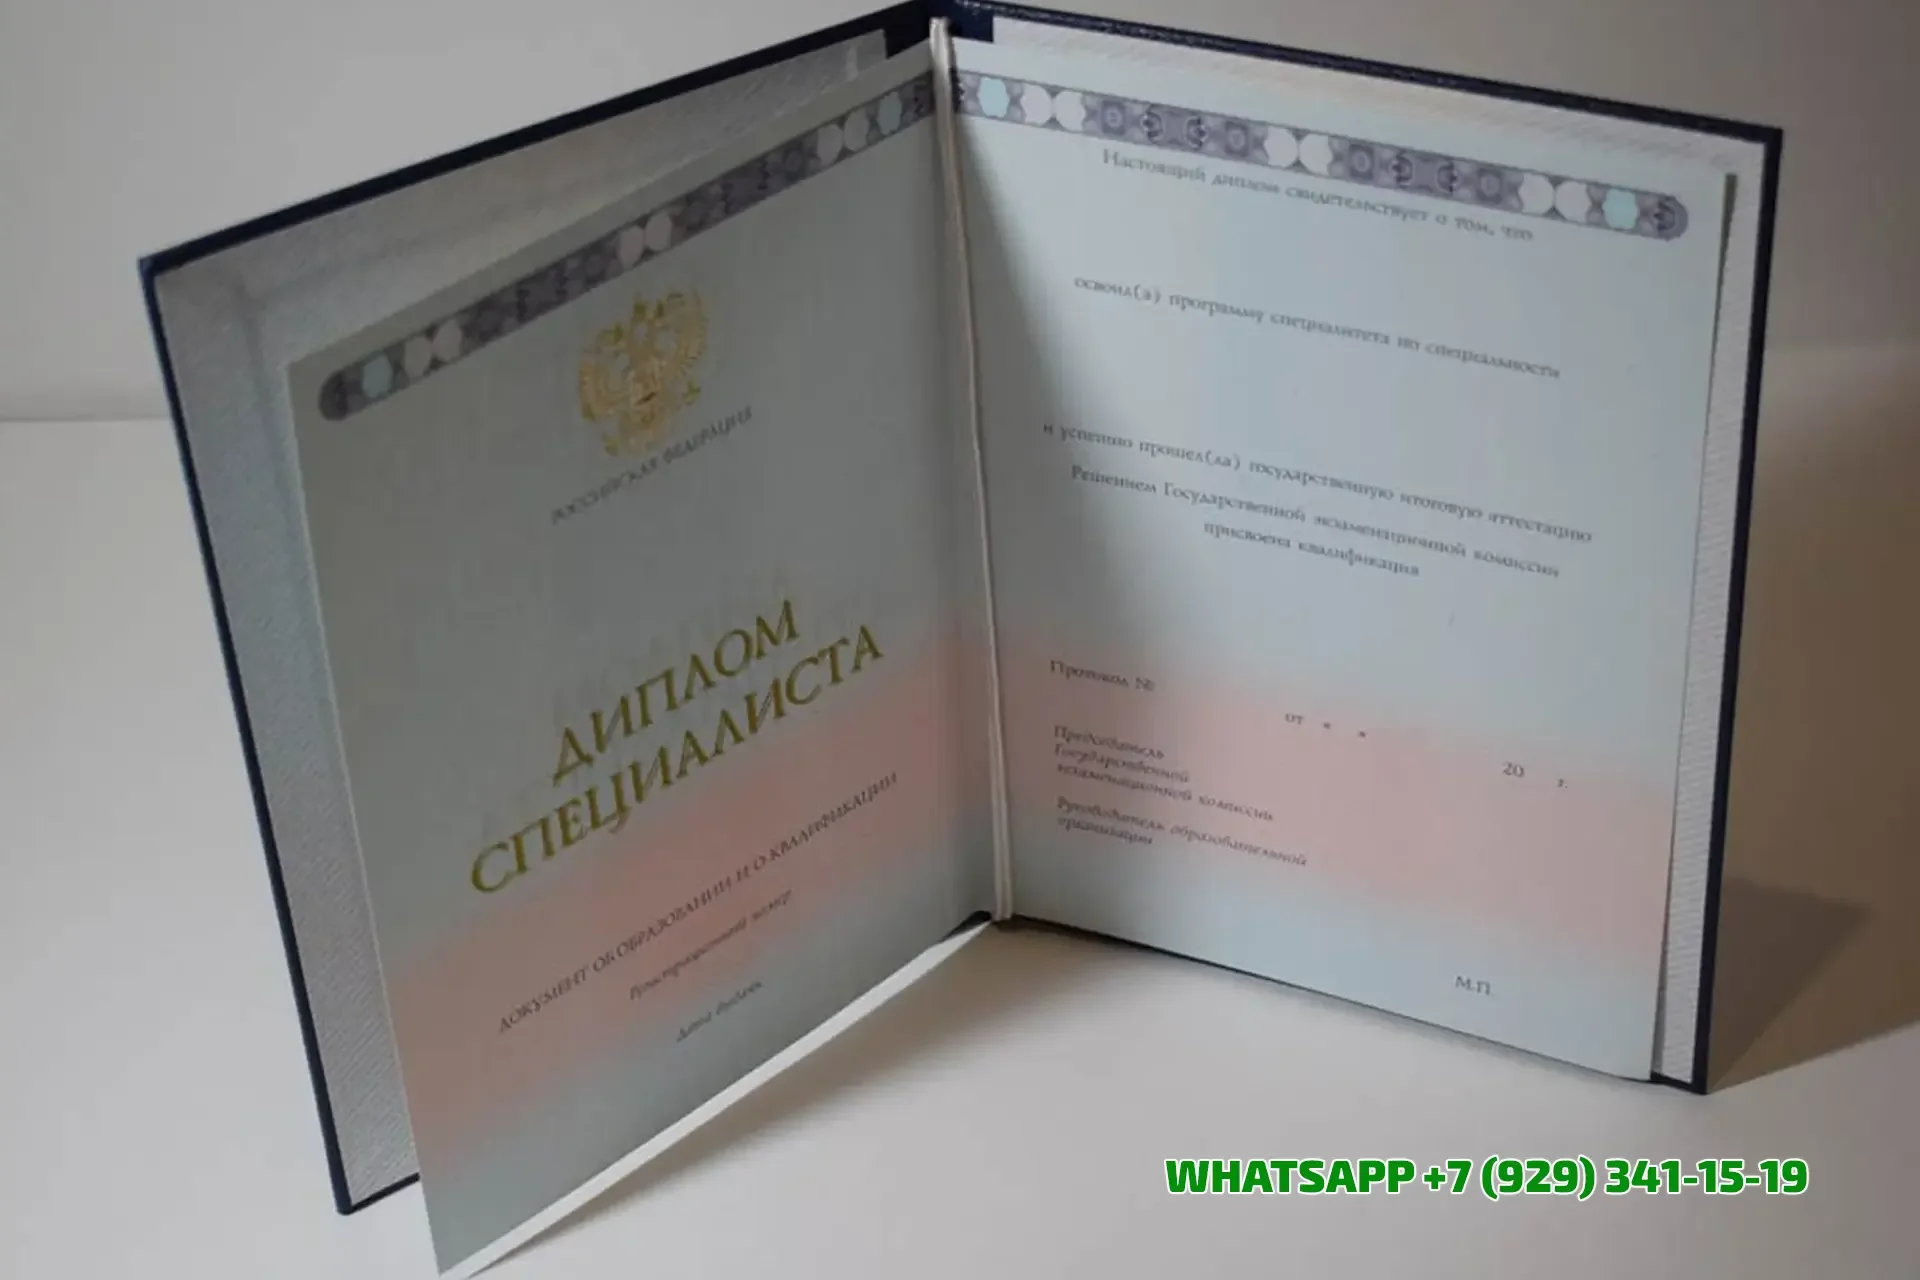 РОССИЙСКАЯ ФЕДЕРАЦИЯ
ДИПЛОМ
СПЕЦИАЛИСТА
ДОКУМЕНТ ОБ ОБРАЗОВАНИИ И О КВАЛИФИКАЦИИ
Регистрационный номер
Дата выдачи
Настоящий диплом свидетельствует о том, что
освоил(а) программу специалитета по специальности
и успешно прошел(ла) государственную итоговую аттестацию
Решением Государственной экзаменационной комиссии
присвоена квалификация
Протокол №
от « » 20 г.
Председатель
Государственной
экзаменационной комиссии
Руководитель образовательной
организации
М.П.
WHATSAPP +7 (929) 341-15-19